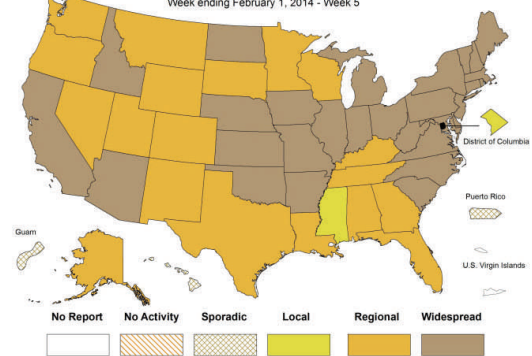 Week ending February 1, 2014 - Week 5
District of Columbia
Puerto Rico
Guam
U.S. Virgin Islands
No Report No Activity Sporadic Local Regional Widespread